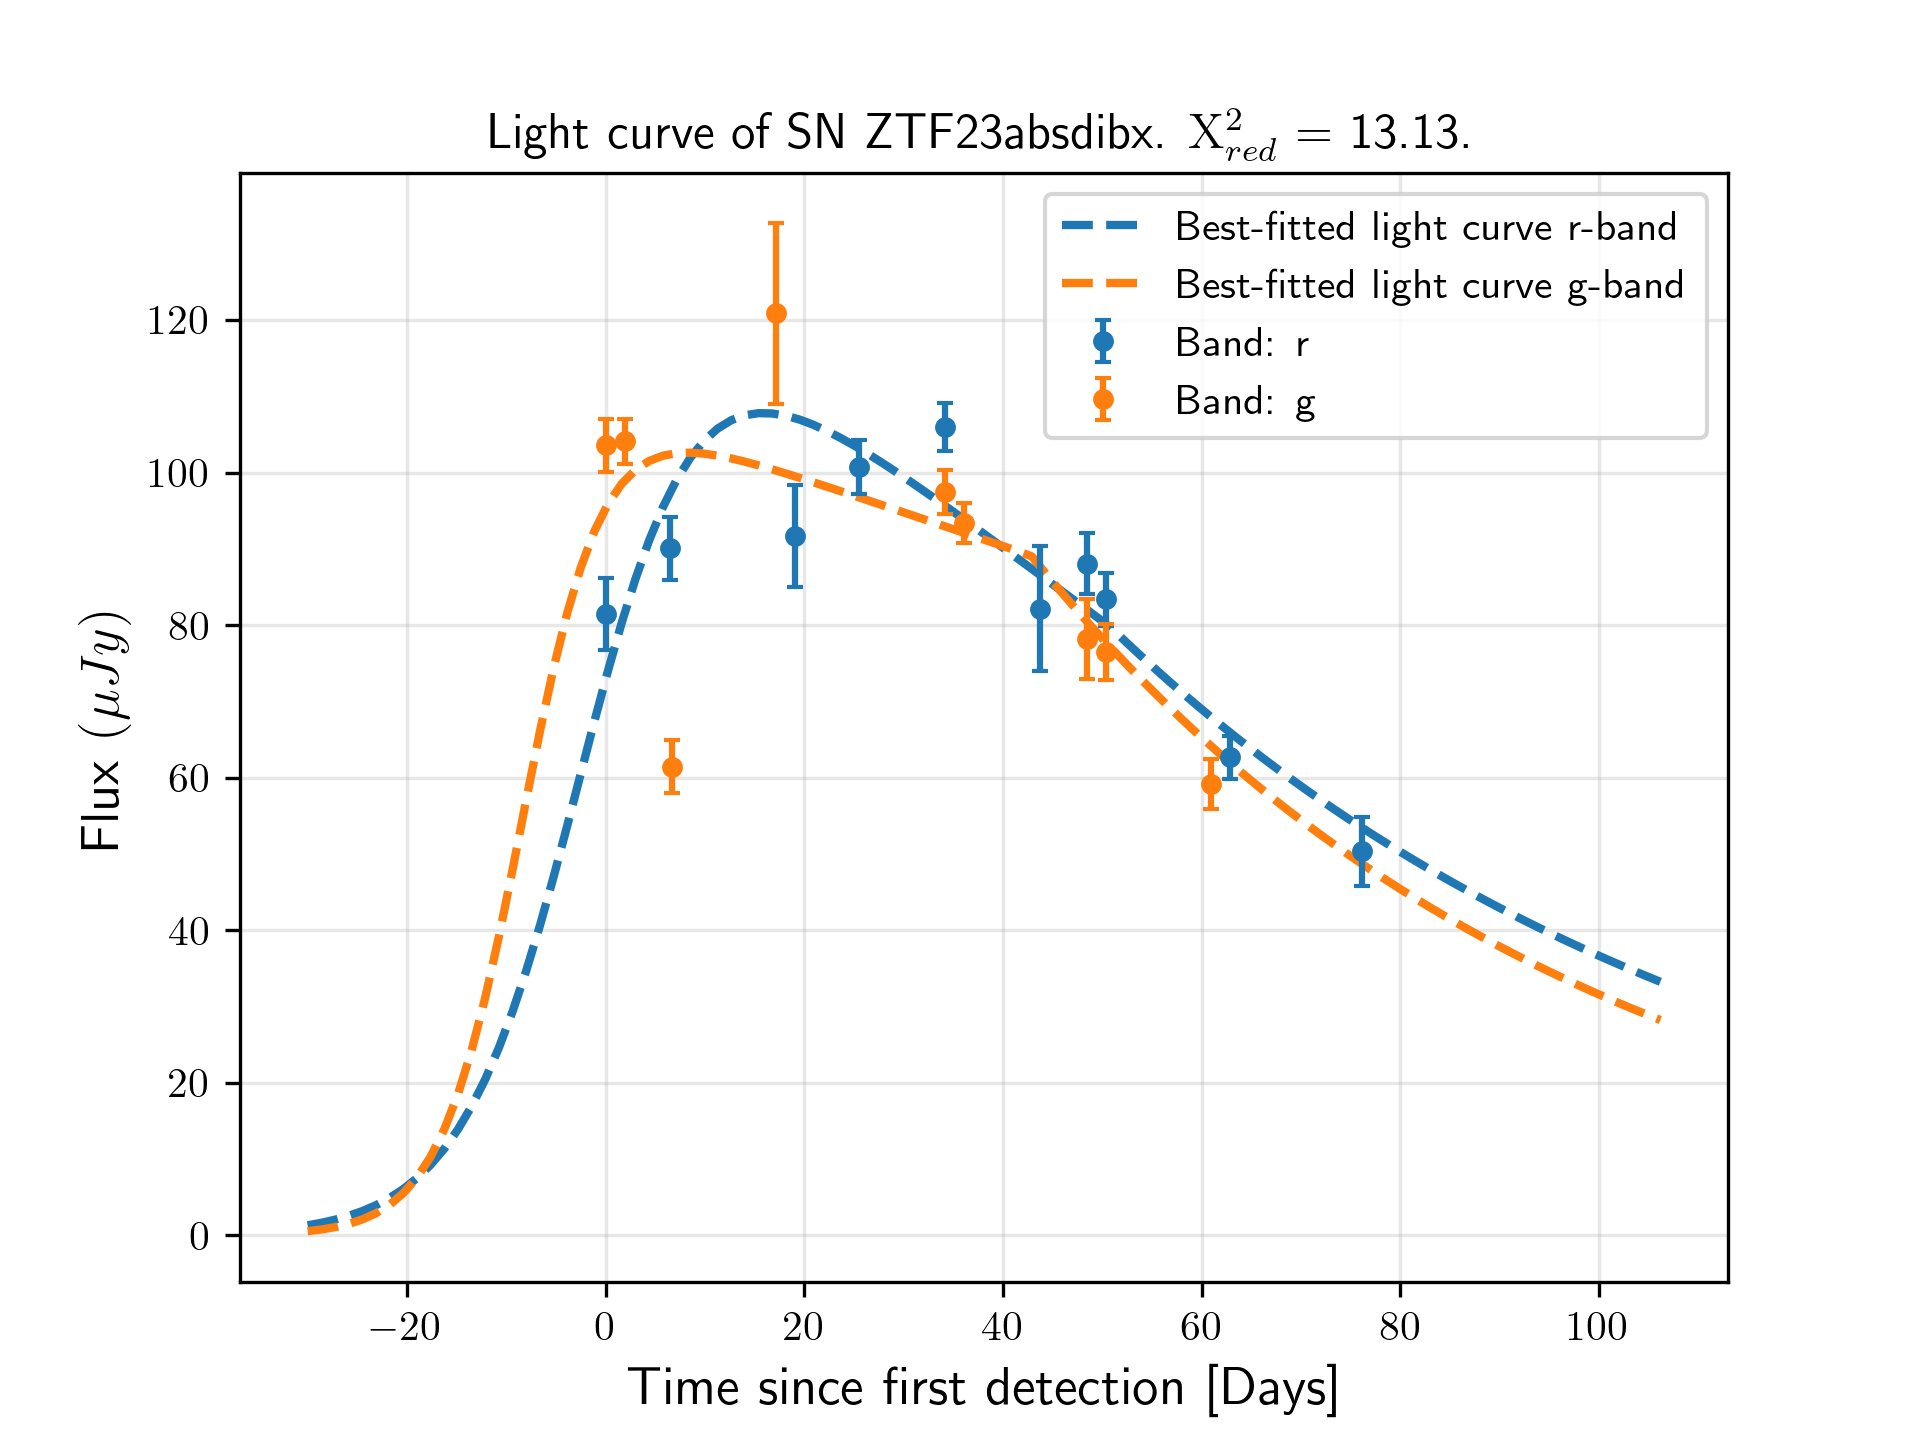 Light curve of SN ZTF23absdibx. X²_red = 13.13.
Best-fitted light curve r-band
Best-fitted light curve g-band
Band: r
Band: g
Flux (μJy)
120
100
80
60
40
20
0
−20 0 20 40 60 80 100
Time since first detection [Days]